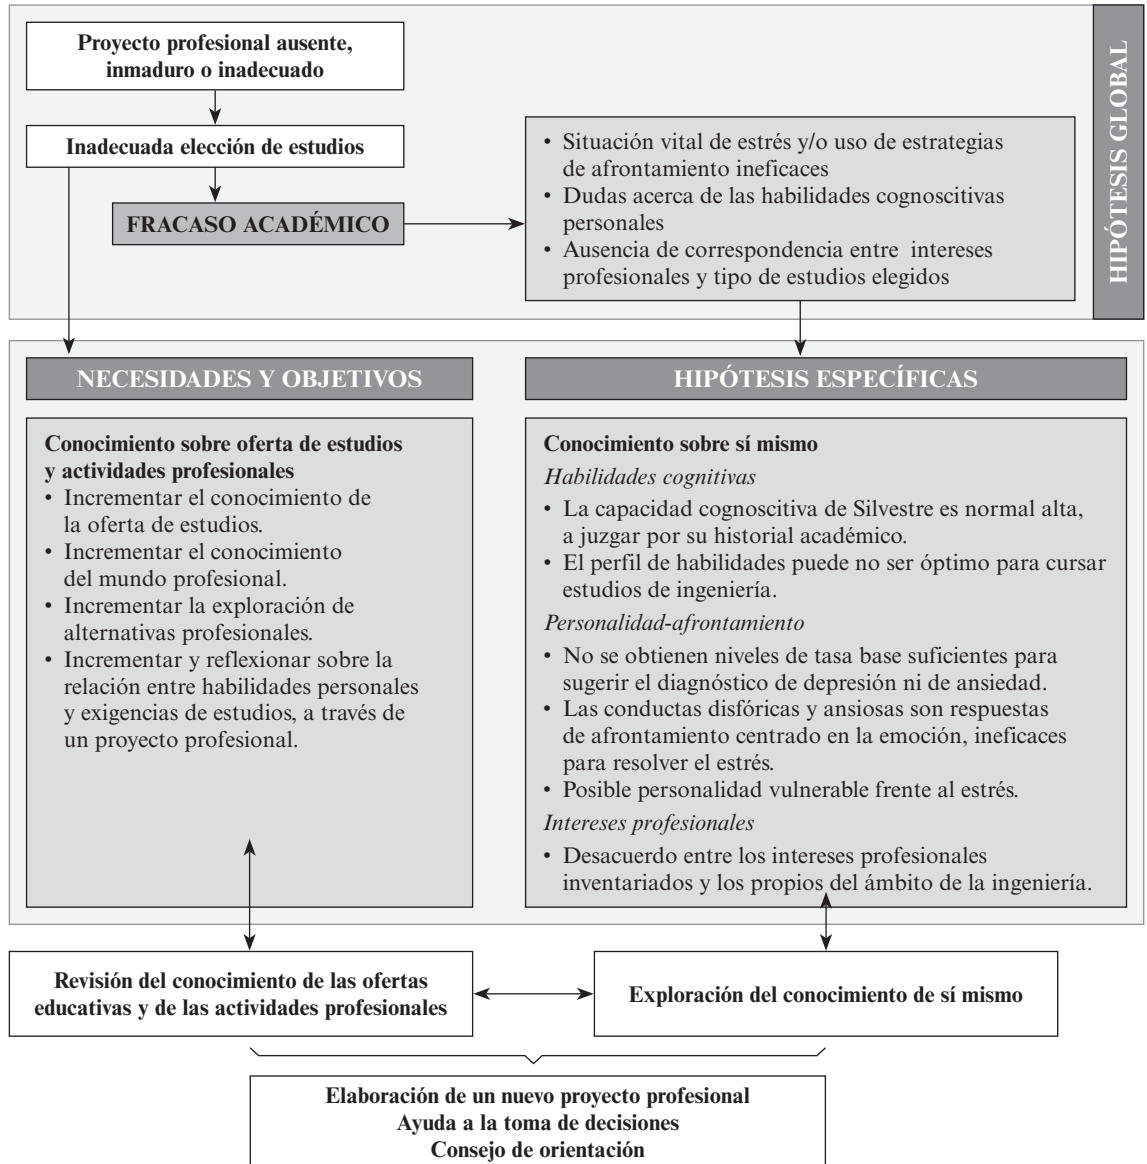 Proyecto profesional ausente,
inmaduro o inadecuado
Inadecuada elección de estudios
FRACASO ACADÉMICO
• Situación vital de estrés y/o uso de estrategias
de afrontamiento ineficaces
• Dudas acerca de las habilidades cognoscitivas
personales
• Ausencia de correspondencia entre intereses
profesionales y tipo de estudios elegidos
HIPÓTESIS GLOBAL
NECESIDADES Y OBJETIVOS
Conocimiento sobre oferta de estudios
y actividades profesionales
• Incrementar el conocimiento de
la oferta de estudios.
• Incrementar el conocimiento
del mundo profesional.
• Incrementar la exploración de
alternativas profesionales.
• Incrementar y reflexionar sobre la
relación entre habilidades personales
y exigencias de estudios, a través de
un proyecto profesional.
HIPÓTESIS ESPECÍFICAS
Conocimiento sobre sí mismo
Habilidades cognitivas
• La capacidad cognoscitiva de Silvestre es normal alta,
a juzgar por su historial académico.
• El perfil de habilidades puede no ser óptimo para cursar
estudios de ingeniería.
Personalidad-afrontamiento
• No se obtienen niveles de tasa base suficientes para
sugerir el diagnóstico de depresión ni de ansiedad.
• Las conductas disfóricas y ansiosas son respuestas
de afrontamiento centrado en la emoción, ineficaces
para resolver el estrés.
• Posible personalidad vulnerable frente al estrés.
Intereses profesionales
• Desacuerdo entre los intereses profesionales
inventariados y los propios del ámbito de la ingeniería.
Revisión del conocimiento de las ofertas
educativas y de las actividades profesionales
Exploración del conocimiento de sí mismo
Elaboración de un nuevo proyecto profesional
Ayuda a la toma de decisiones
Consejo de orientación